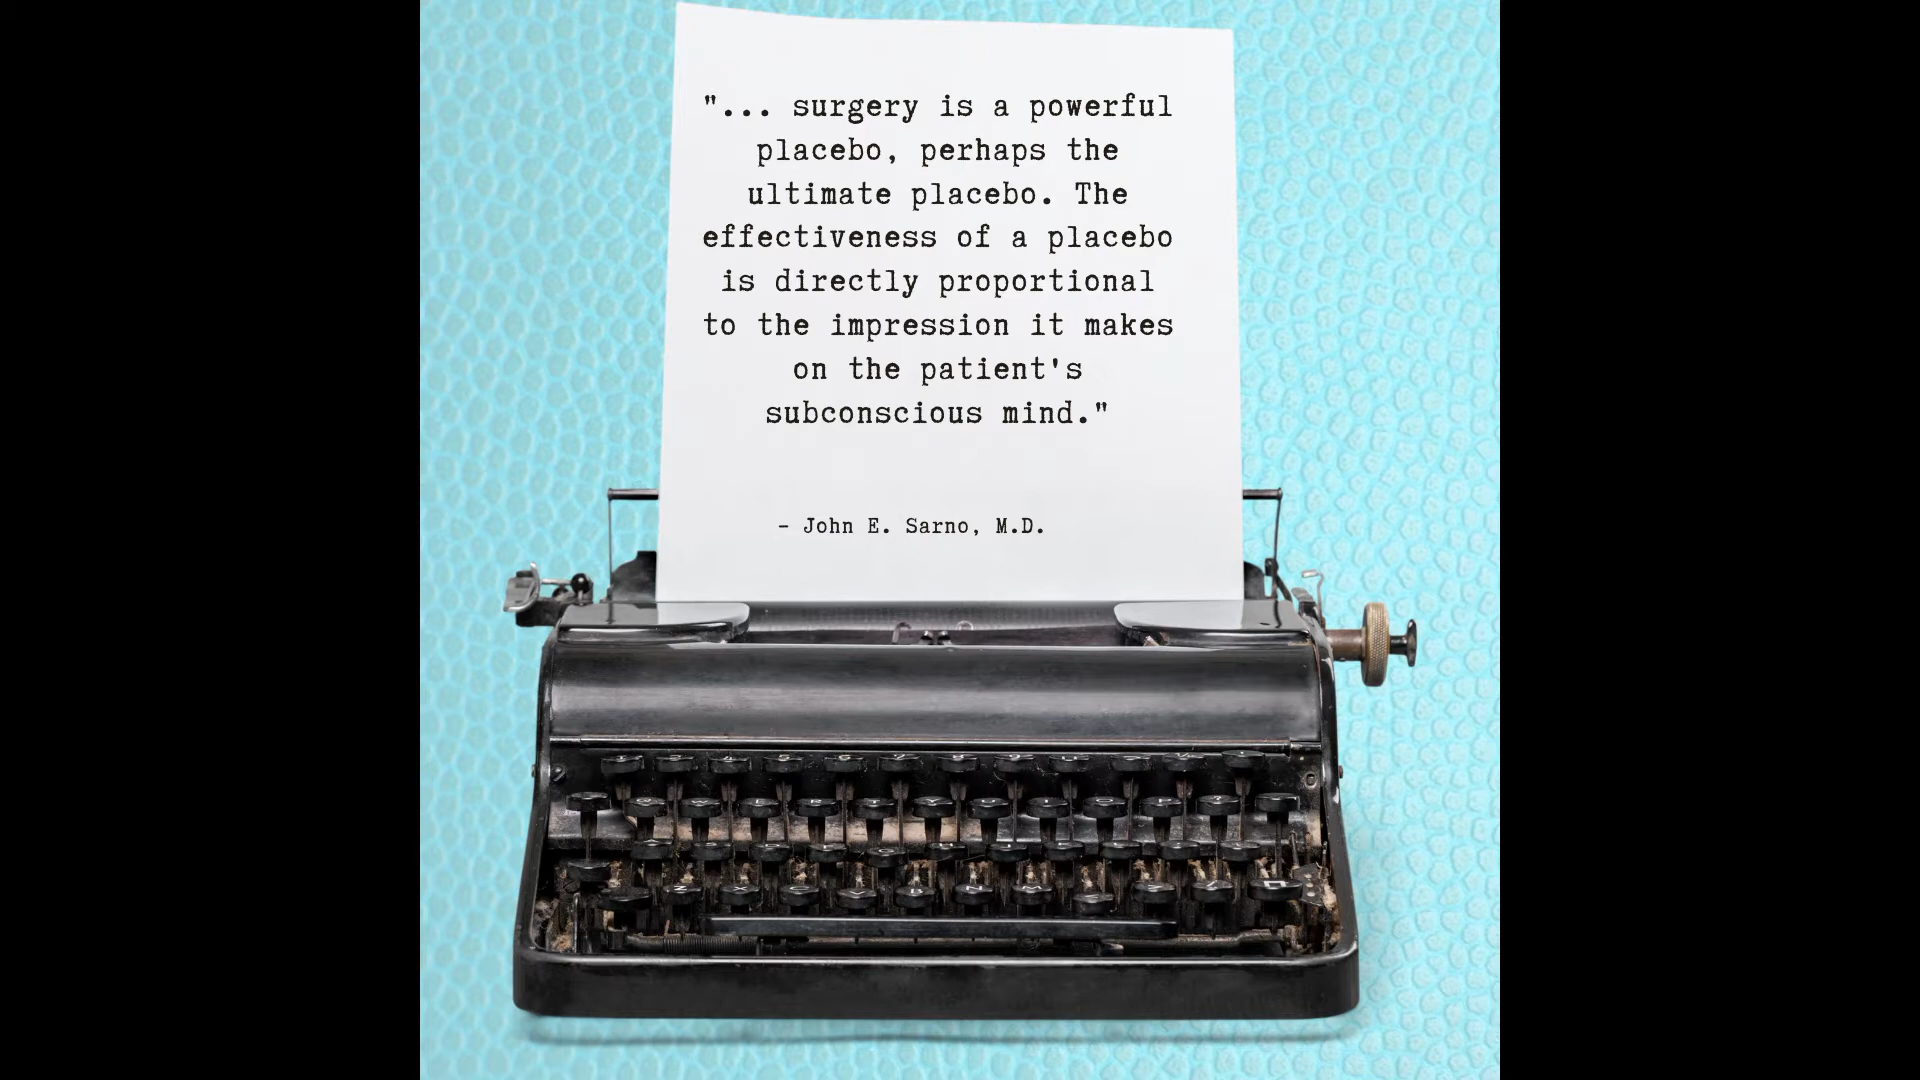 "... surgery is a powerful
placebo, perhaps the
ultimate placebo. The
effectiveness of a placebo
is directly proportional
to the impression it makes
on the patient's
subconscious mind."
- John E. Sarno, M.D.